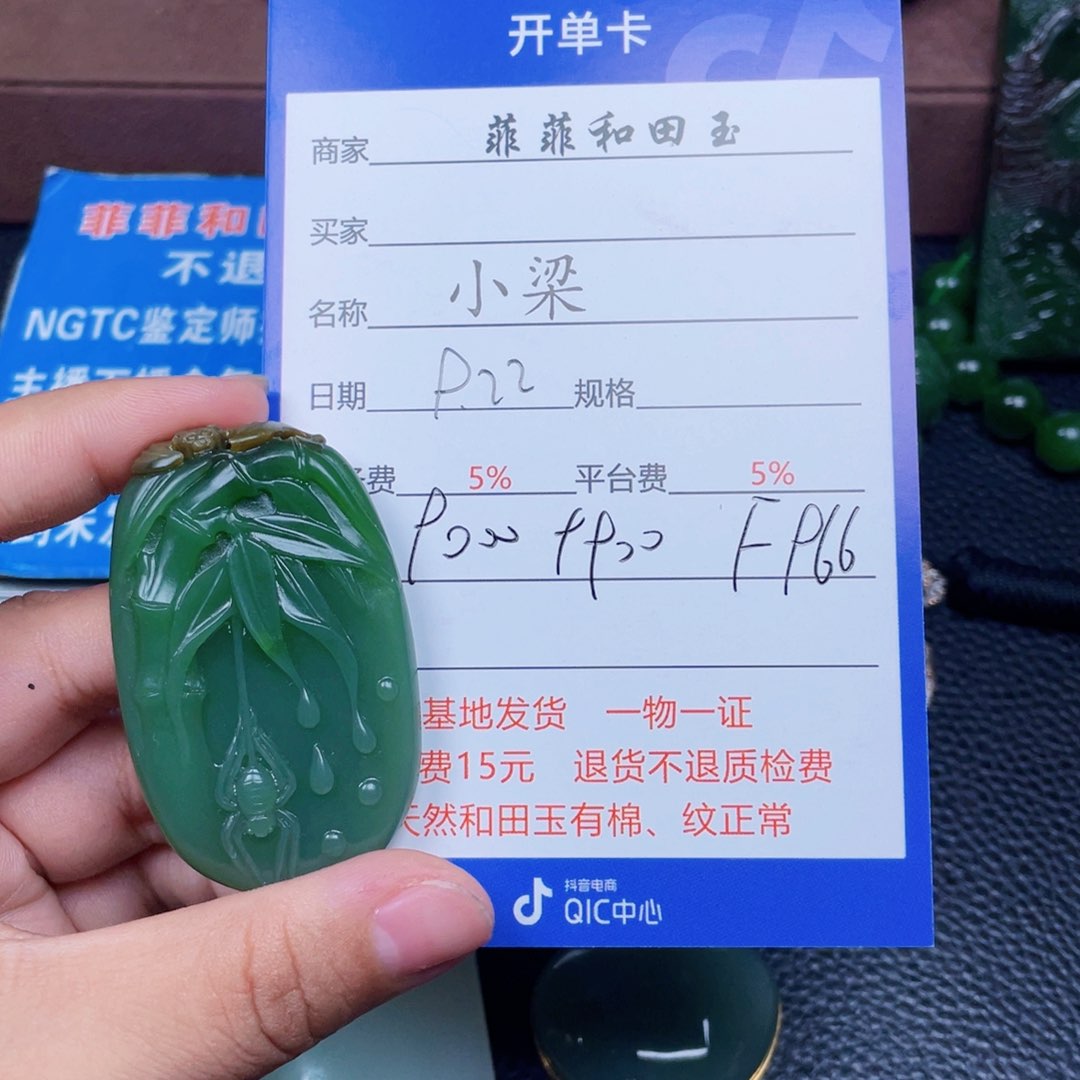 开单卡
商家 菲菲和田玉
买家
名称 小梁
日期 P.22 规格
费 5% 平台费 5%
FP66
基地发货 一物一证
费15元 退货不退质检费
天然和田玉有棉、纹正常
抖音电商
QIC中心
菲菲和
不退
NGTC鉴定师